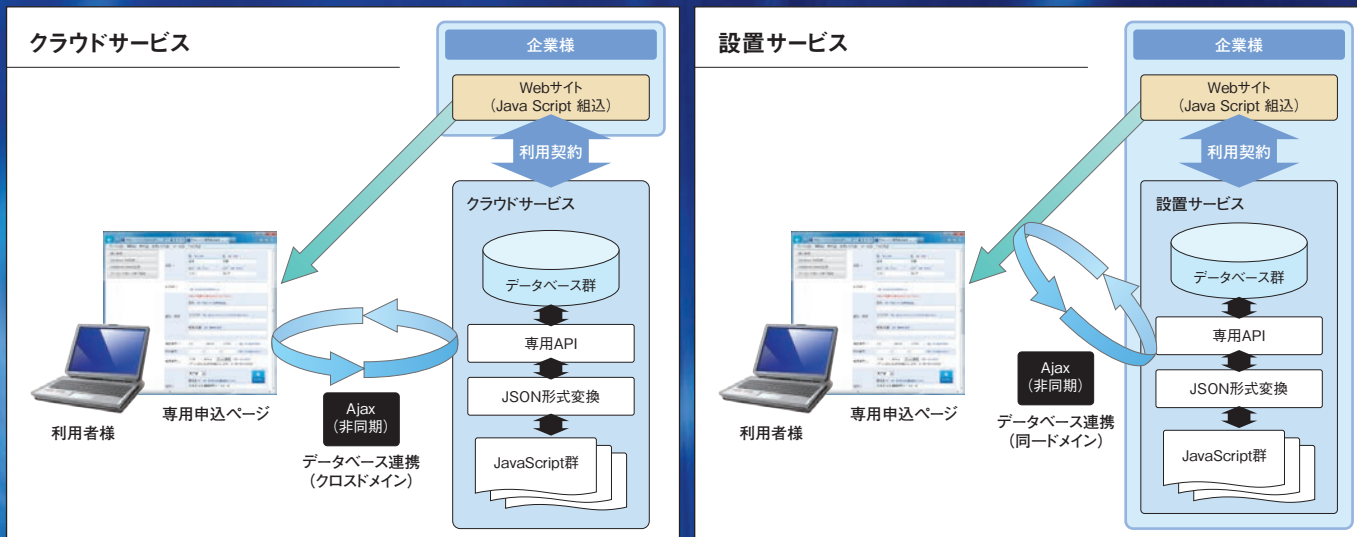 クラウドサービス
企業様
Webサイト
（Java Script 組込）
利用契約
クラウドサービス
データベース群
専用API
JSON形式変換
JavaScript群
専用申込ページ
利用者様
Ajax
（非同期）
データベース連携
（クロスドメイン）
設置サービス
企業様
Webサイト
（Java Script 組込）
利用契約
設置サービス
データベース群
専用API
JSON形式変換
JavaScript群
専用申込ページ
利用者様
Ajax
（非同期）
データベース連携
（同一ドメイン）